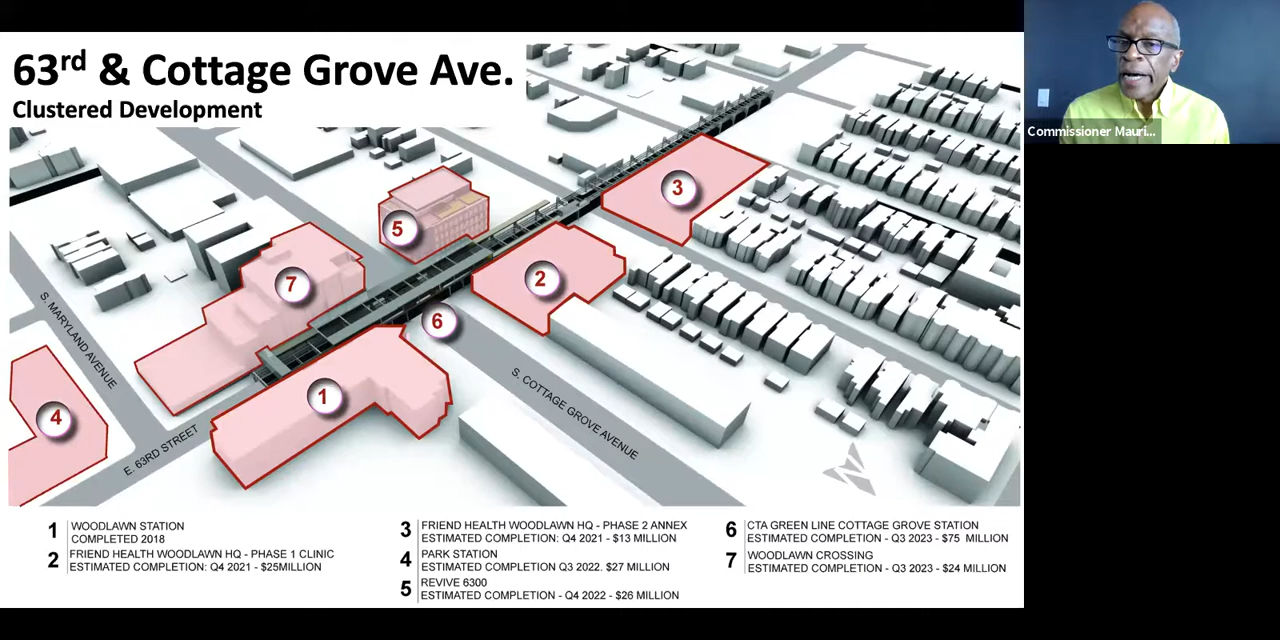 63rd & Cottage Grove Ave.
Clustered Development
Commissioner Mauri...
5
3
7
2
6
1
4
S. MARYLAND AVENUE
E. 63RD STREET
S. COTTAGE GROVE AVENUE
1
WOODLAWN STATION
COMPLETED 2018
2
FRIEND HEALTH WOODLAWN HQ - PHASE 1 CLINIC
ESTIMATED COMPLETION: Q4 2021 - $25MILLION
3
FRIEND HEALTH WOODLAWN HQ - PHASE 2 ANNEX
ESTIMATED COMPLETION: Q4 2021 - $13 MILLION
4
PARK STATION
ESTIMATED COMPLETION Q3 2022. $27 MILLION
5
REVIVE 6300
ESTIMATED COMPLETION - Q4 2022 - $26 MILLION
6
CTA GREEN LINE COTTAGE GROVE STATION
ESTIMATED COMPLETION - Q3 2023 - $75 MILLION
7
WOODLAWN CROSSING
ESTIMATED COMPLETION - Q3 2023 - $24 MILLION